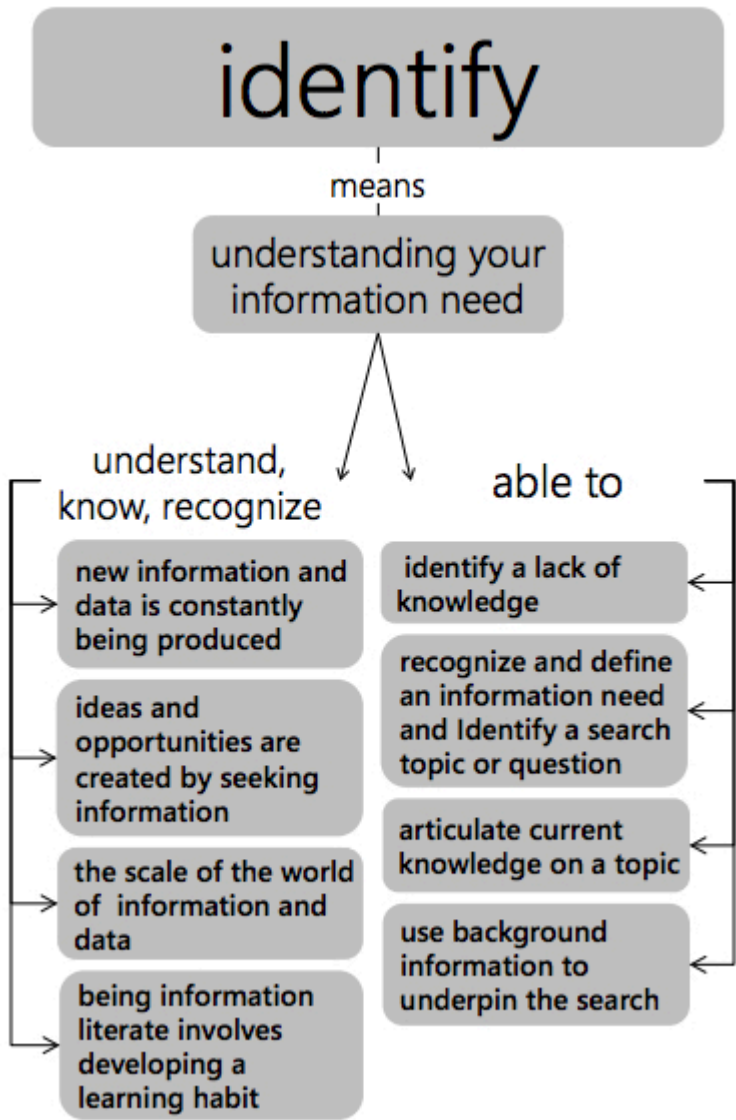 identify
means
understanding your
information need
understand,
know, recognize
new information and
data is constantly
being produced
ideas and
opportunities are
created by seeking
information
the scale of the world
of information and
data
being information
literate involves
developing a
learning habit
able to
identify a lack of
knowledge
recognize and define
an information need
and Identify a search
topic or question
articulate current
knowledge on a topic
use background
information to
underpin the search